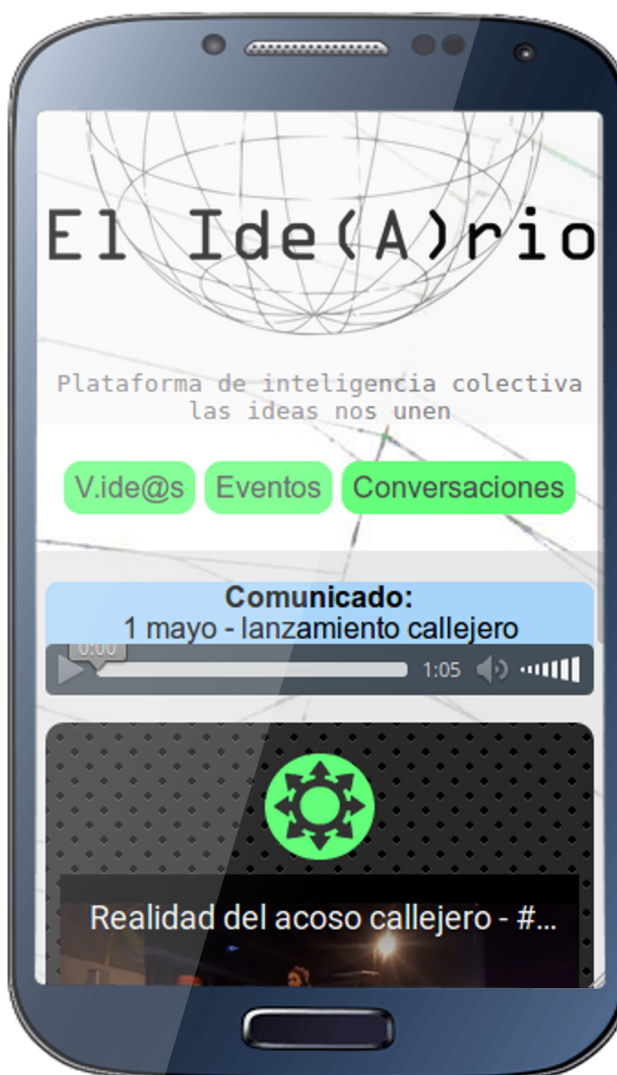 El Ide(A)rio
Plataforma de inteligencia colectiva
las ideas nos unen
V.ide@s Eventos Conversaciones
Comunicado:
1 mayo - lanzamiento callejero
0:00
1:05
Realidad del acoso callejero - #...